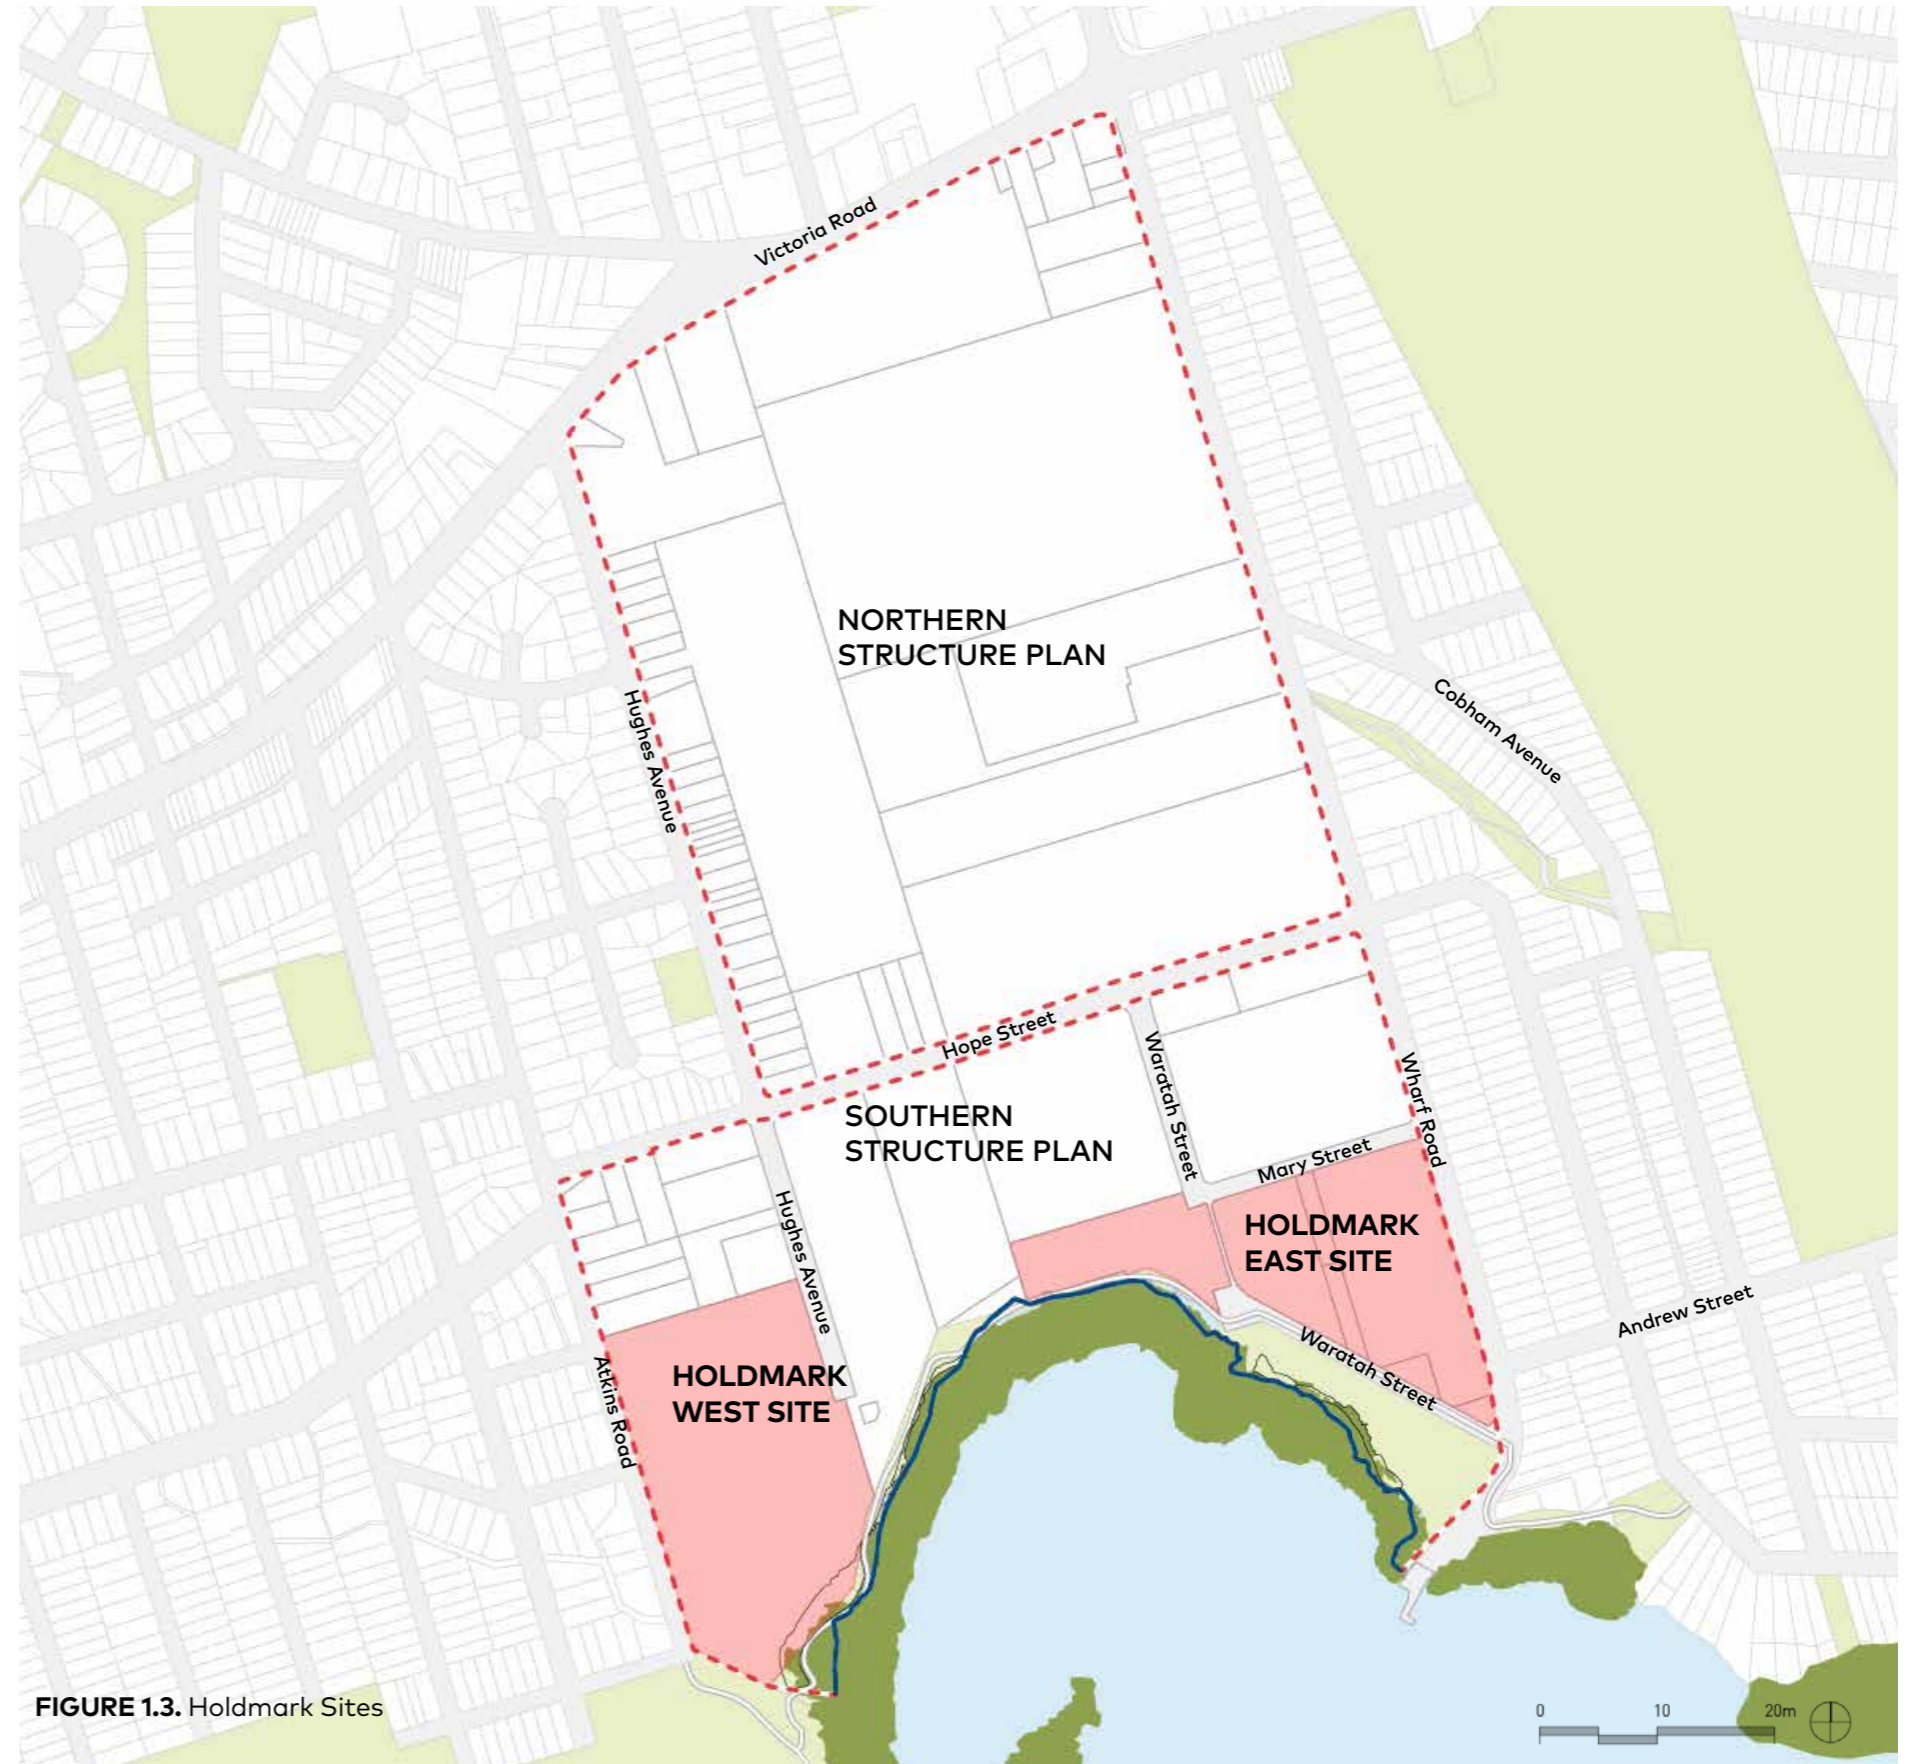 Victoria Road
NORTHERN
STRUCTURE PLAN
Cobham Avenue
Hughes Avenue
Hope Street
Waratah Street
Wharf Road
SOUTHERN
STRUCTURE PLAN
Mary Street
Hughes Avenue
HOLDMARK
EAST SITE
Andrew Street
Waratah Street
Atkins Road
HOLDMARK
WEST SITE
FIGURE 1.3. Holdmark Sites
0 10 20m